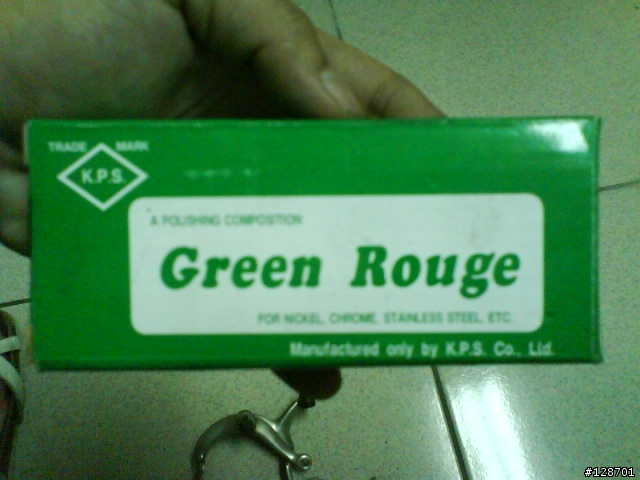 TRADE MARK
K.P.S.
A POLISHING COMPOSITION
Green Rouge
FOR NICKEL, CHROME, STAINLESS STEEL, ETC.
Manufactured only by K.P.S. Co., Ltd.
#128701